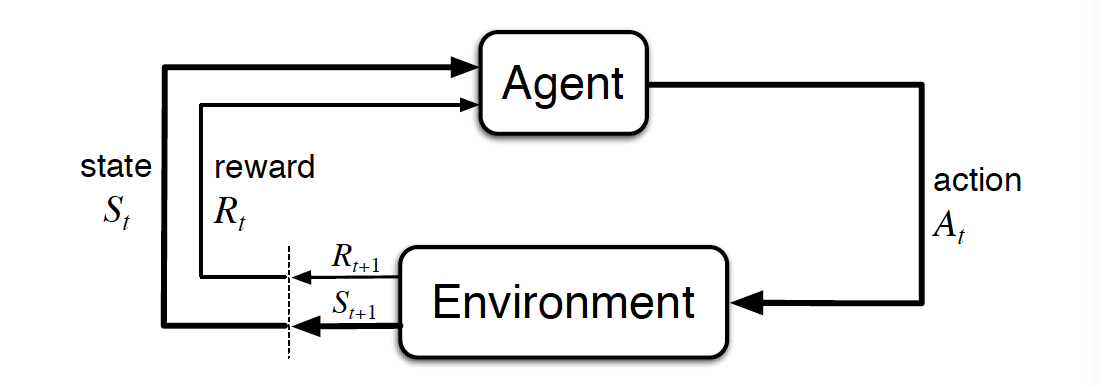 Agent
state
S_t
reward
R_t
action
A_t
R_{t+1}
S_{t+1}
Environment